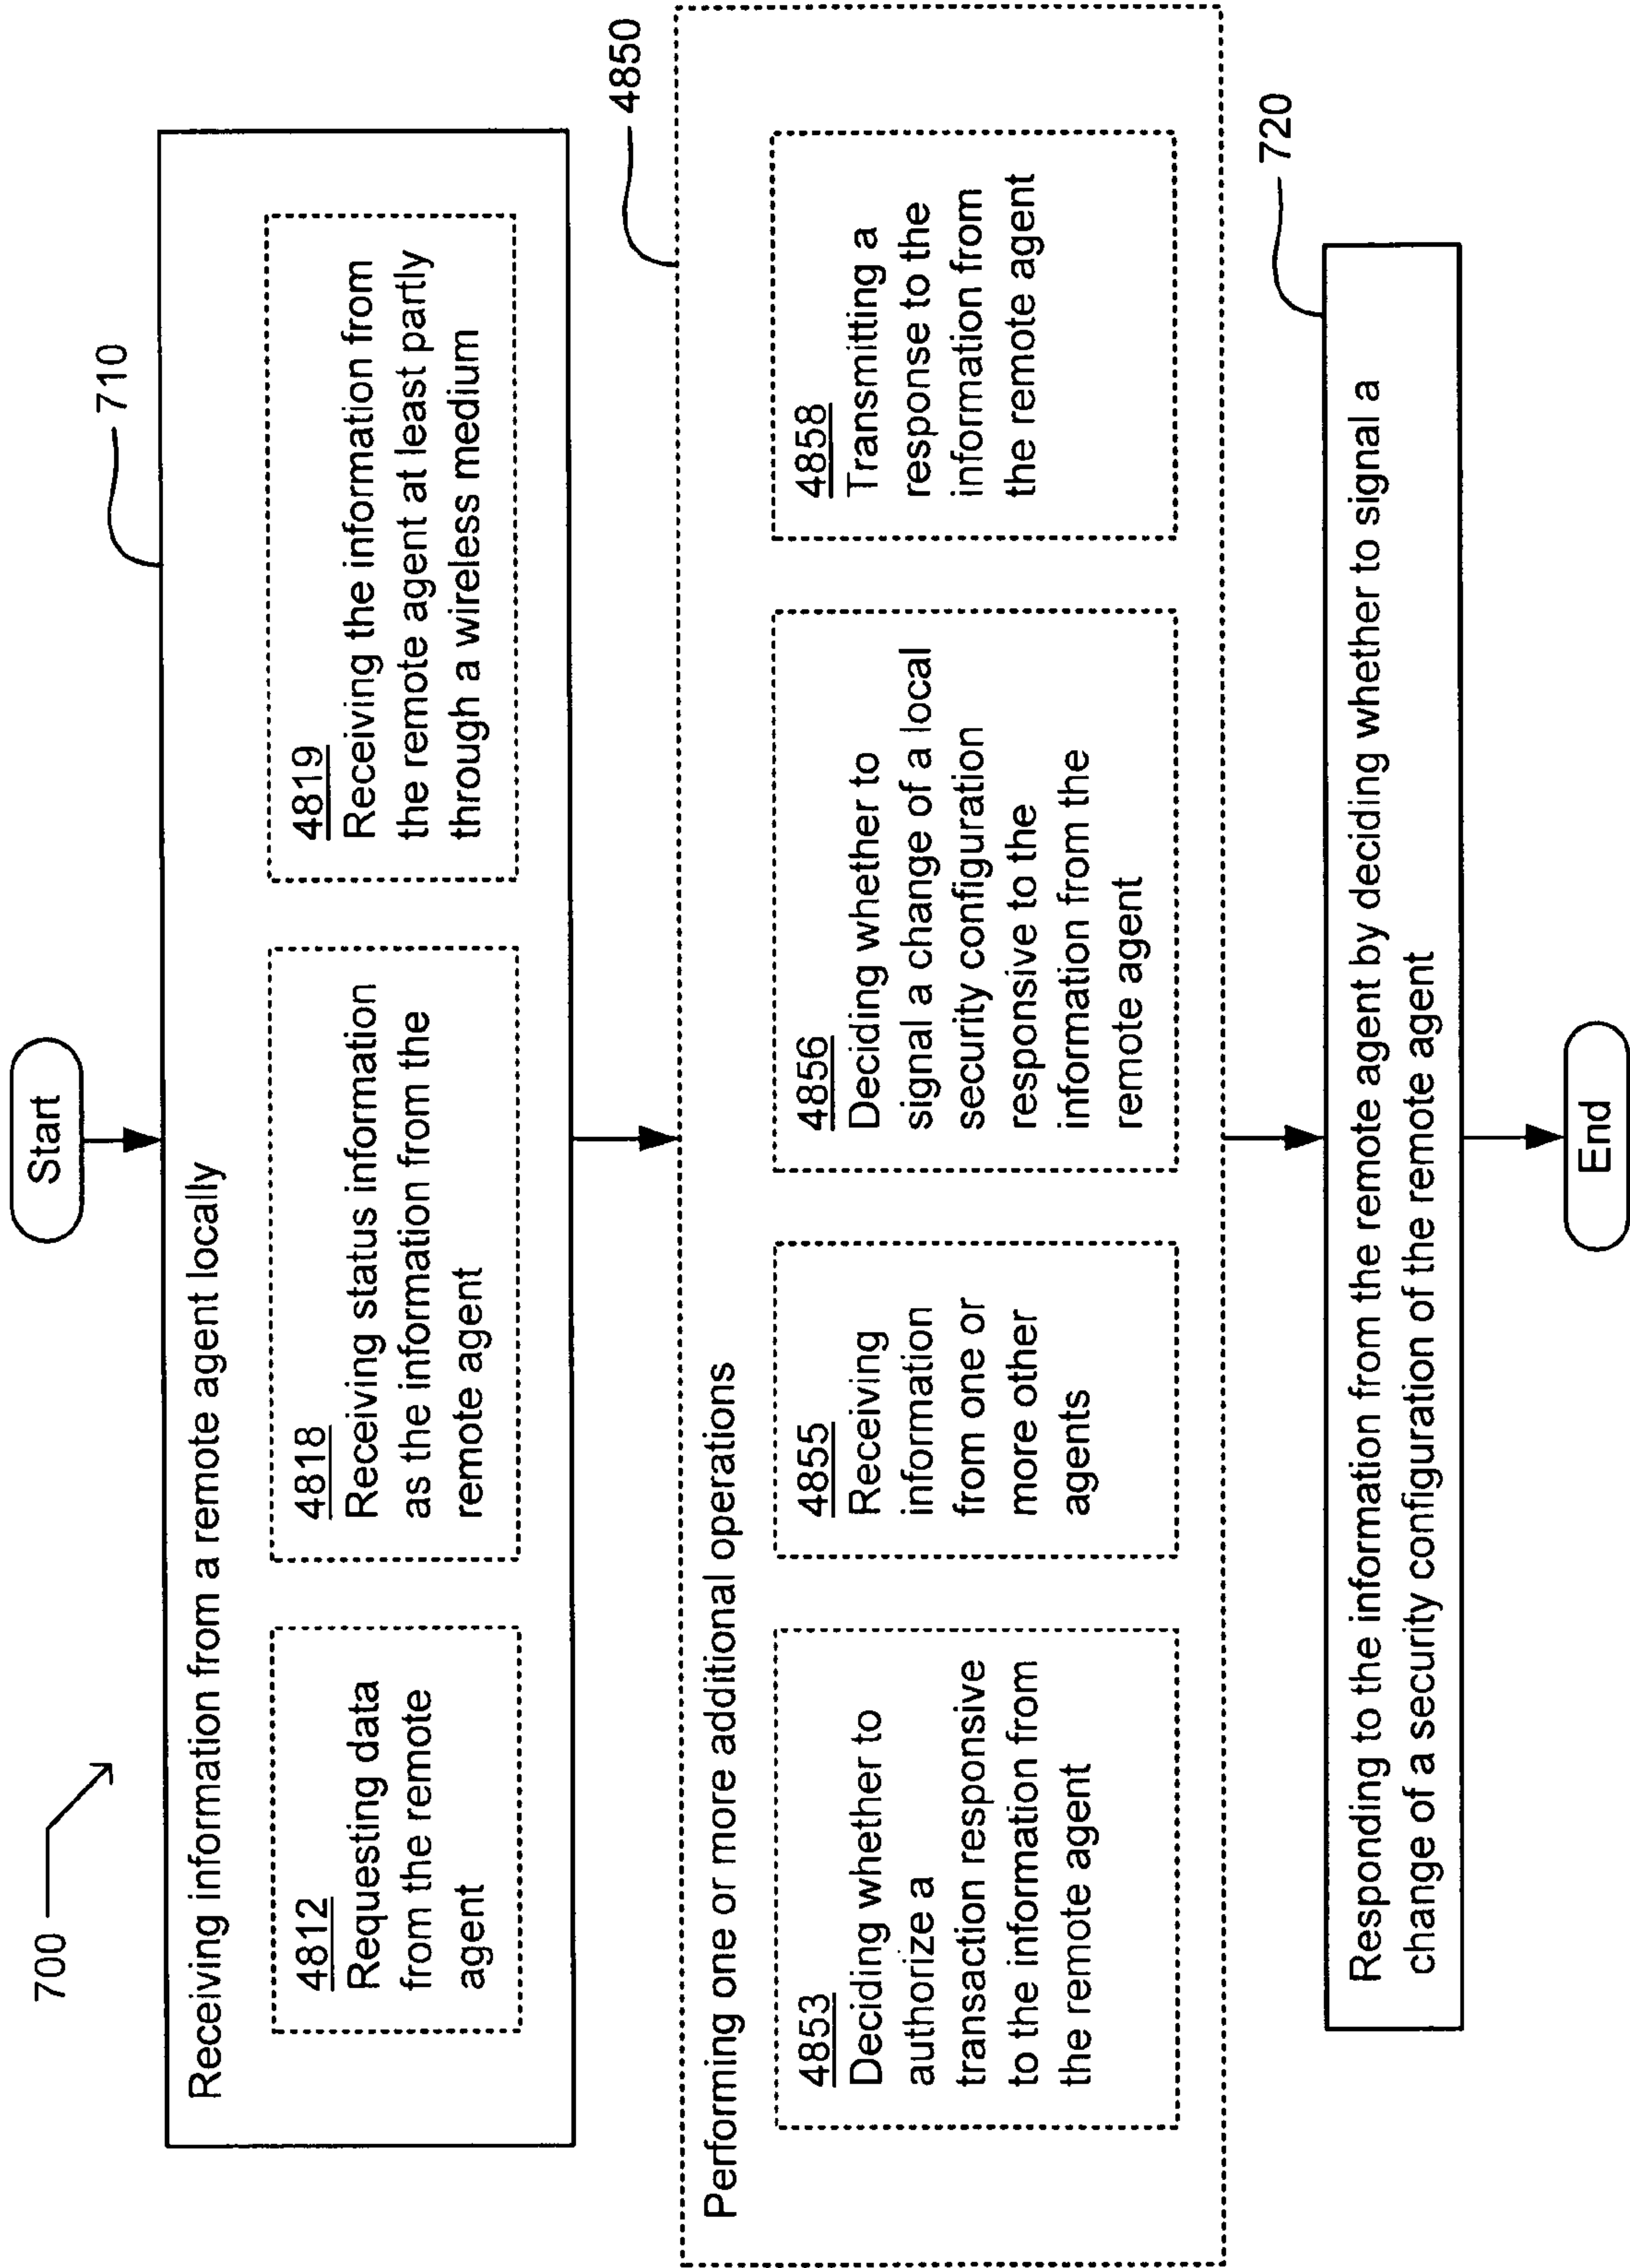 700
Start
710
Receiving information from a remote agent locally
4812
Requesting data
from the remote
agent
4818
Receiving status information
as the information from the
remote agent
4819
Receiving the information from
the remote agent at least partly
through a wireless medium
4850
Performing one or more additional operations
4853
Deciding whether to
authorize a
transaction responsive
to the information from
the remote agent
4855
Receiving
information
from one or
more other
agents
4856
Deciding whether to
signal a change of a local
security configuration
responsive to the
information from the
remote agent
4858
Transmitting a
response to the
information from
the remote agent
720
Responding to the information from the remote agent by deciding whether to signal a
change of a security configuration of the remote agent
End